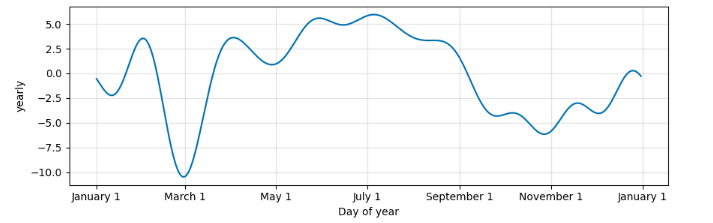 yearly
5.0
2.5
0.0
−2.5
−5.0
−7.5
−10.0
January 1 March 1 May 1 July 1 September 1 November 1 January 1
Day of year